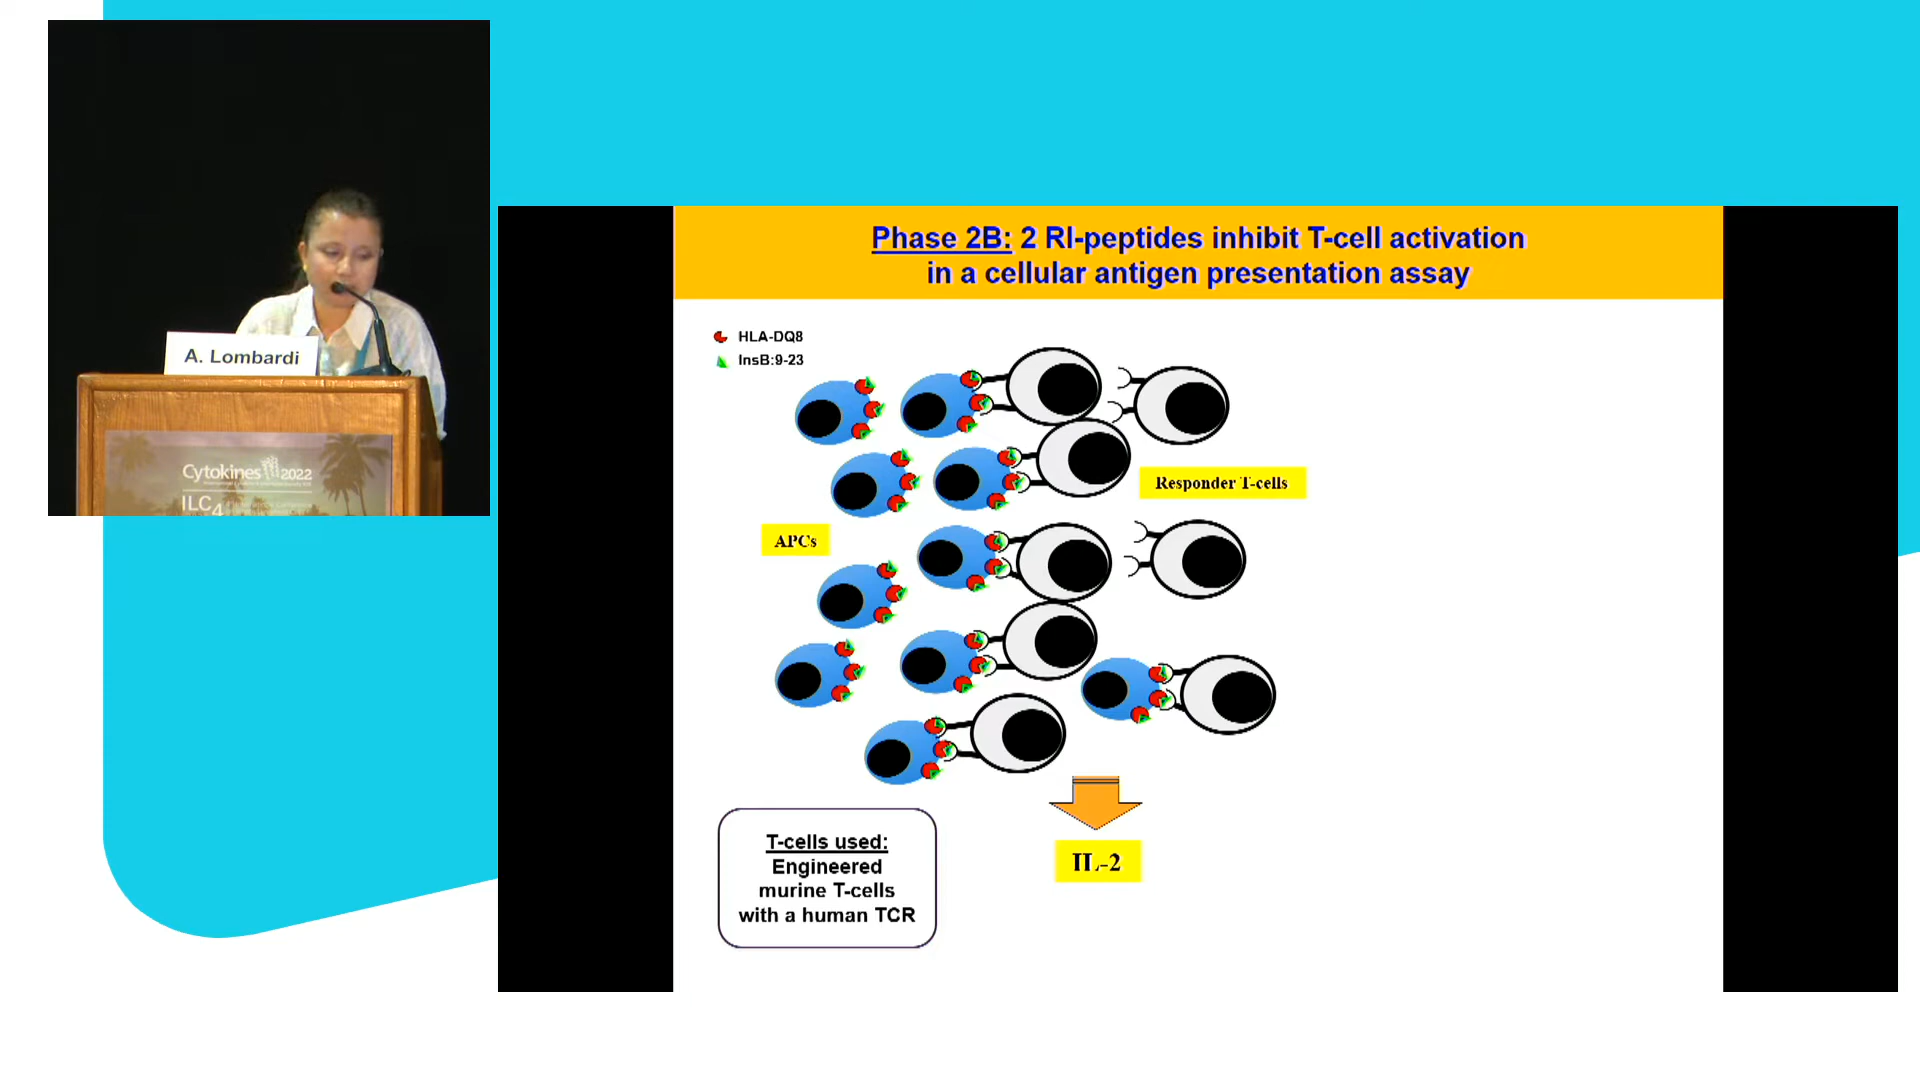 A. Lombardi
Cytokines 2022
ILC4
Phase 2B: 2 RI-peptides inhibit T-cell activation
in a cellular antigen presentation assay
HLA-DQ8
InsB:9-23
Responder T-cells
APCs
T-cells used:
Engineered
murine T-cells
with a human TCR
IL-2